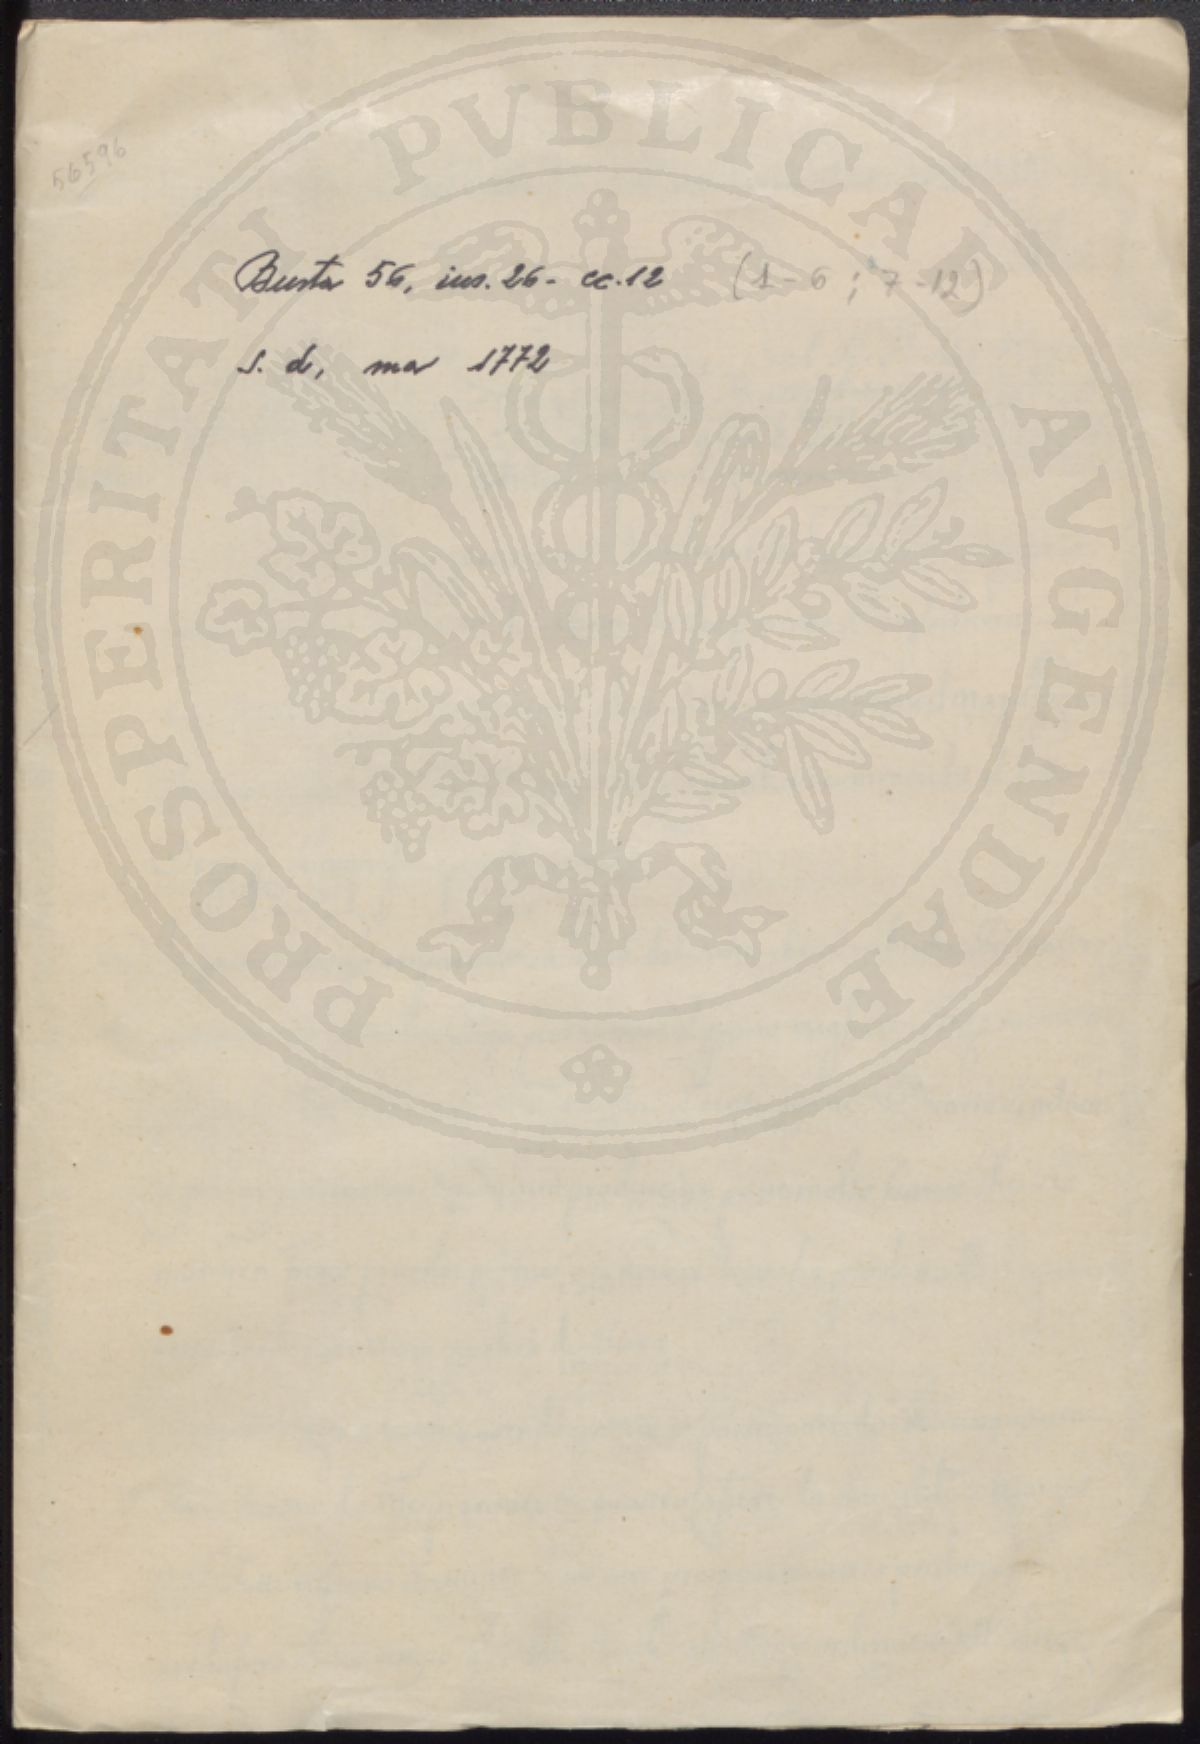 56596
Busta 56, ins. 26 - cc. 12 (1-6; 7-12)
s. d, ma 1772
PROSPERITATI PVBLICAE AVGENDAE